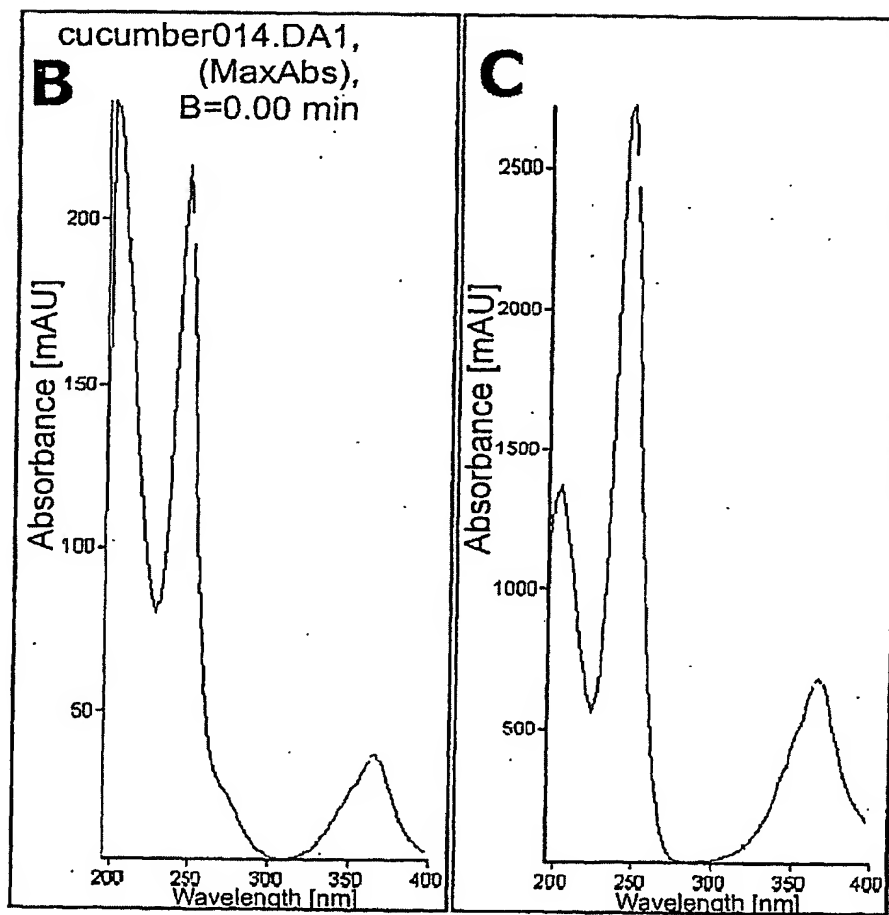 cucumber014.DA1,
(MaxAbs),
B=0.00 min
B
Absorbance [mAU]
200
150
100
50
200 250 300 350 400
Wavelength [nm]
C
Absorbance [mAU]
2500
2000
1500
1000
500
200 250 300 350 400
Wavelength [nm]